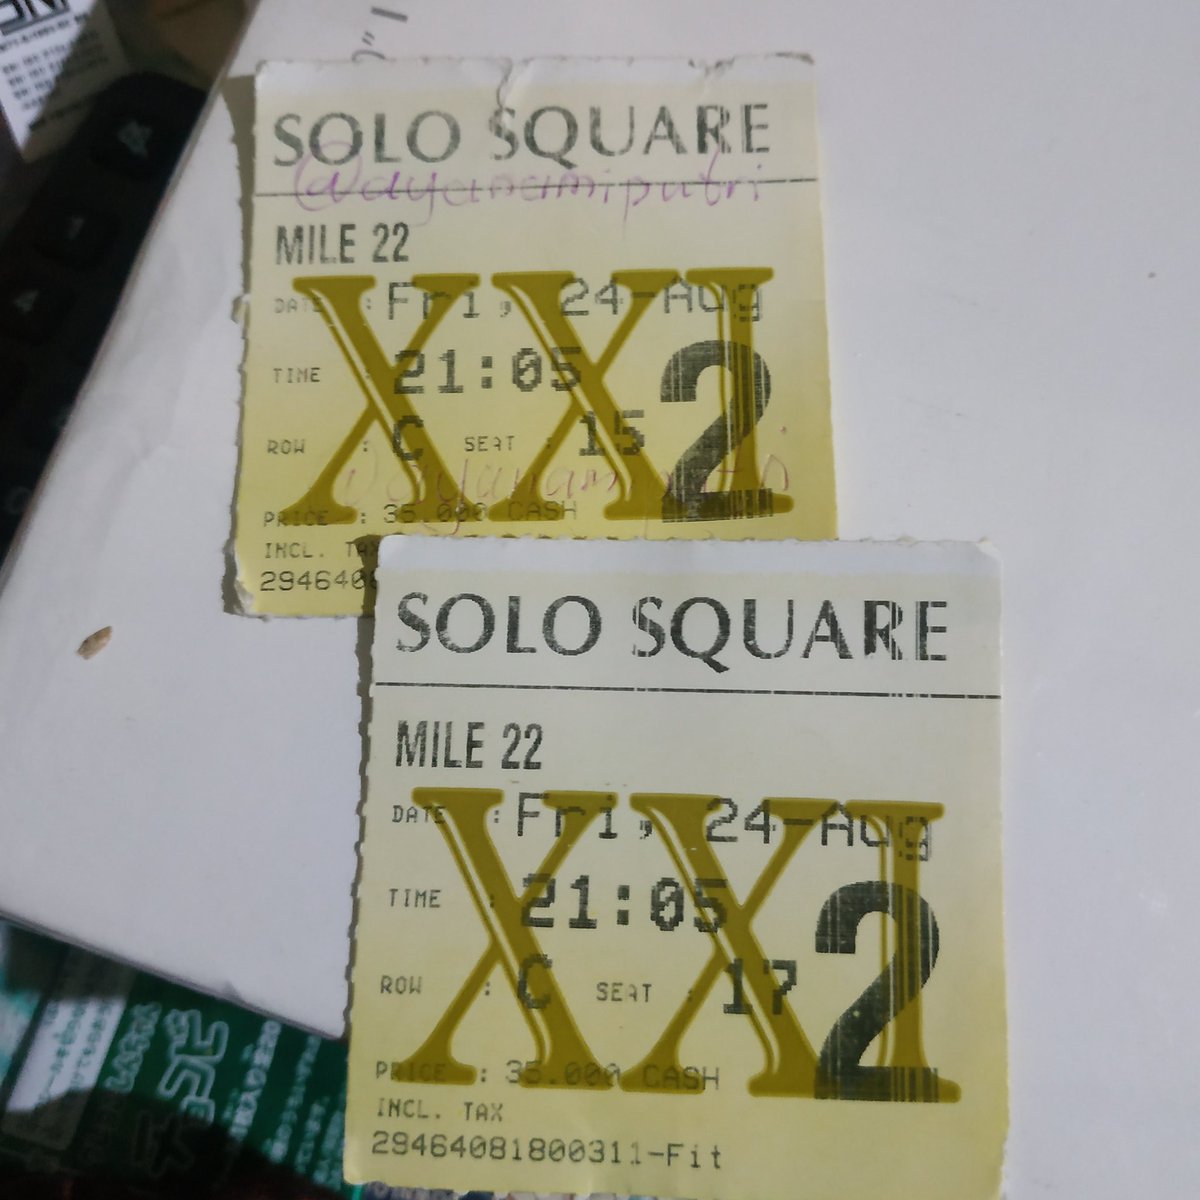 SOLO SQUARE
@dayanamiputri
MILE 22
DATE : Fri, 24-Aug
TIME : 21:05
ROW : C SEAT : 15
2
XXI
PRICE : 35.000 CASH
INCL. TAX
2946408
SOLO SQUARE
MILE 22
DATE : Fri, 24-Aug
TIME : 21:05
ROW : C SEAT : 17
2
XXI
PRICE : 35.000 CASH
INCL. TAX
29464081800311-Fit